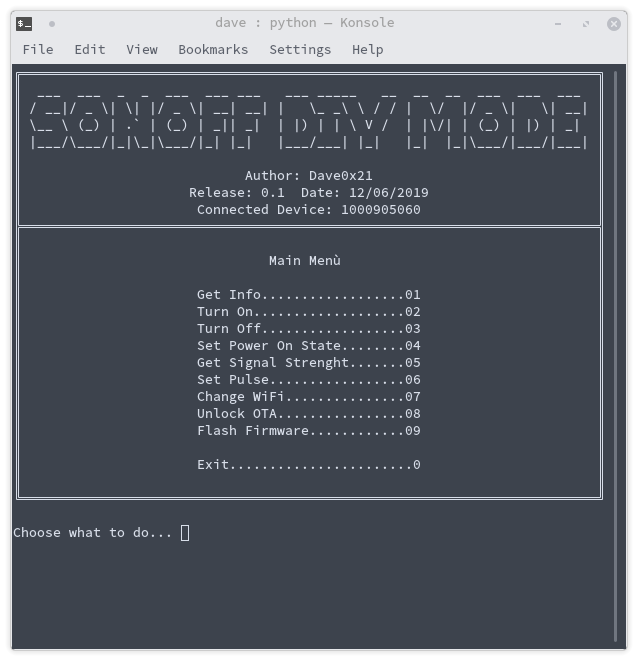 dave : python — Konsole
File Edit View Bookmarks Settings Help
SONOFF DIY MODE
Author: Dave0x21
Release: 0.1 Date: 12/06/2019
Connected Device: 1000905060
Main Menù
Get Info..................01
Turn On...................02
Turn Off..................03
Set Power On State........04
Get Signal Strenght.......05
Set Pulse.................06
Change WiFi...............07
Unlock OTA................08
Flash Firmware............09
Exit.......................0
Choose what to do...